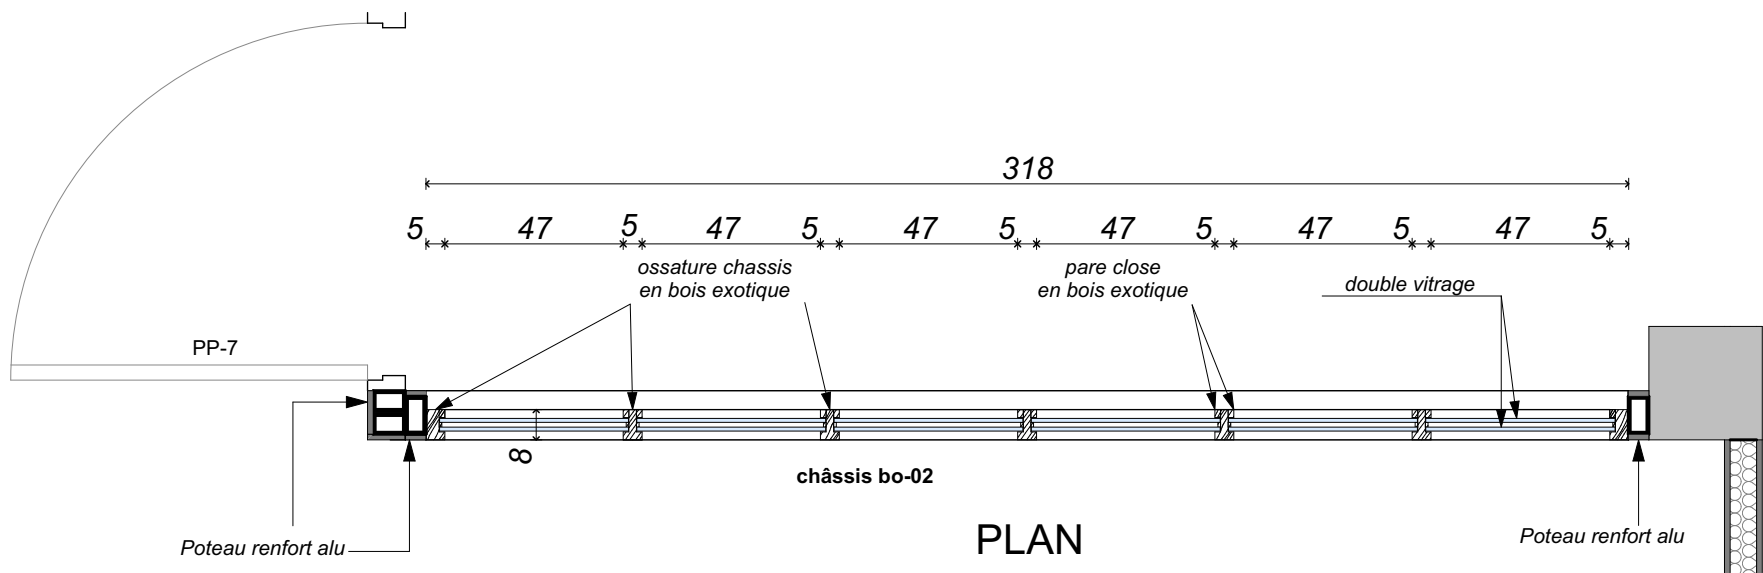 318
5 47 5 47 5 47 5 47 5 47 5 47 5
ossature chassis
en bois exotique
pare close
en bois exotique
double vitrage
PP-7
8
châssis bo-02
PLAN
Poteau renfort alu
Poteau renfort alu